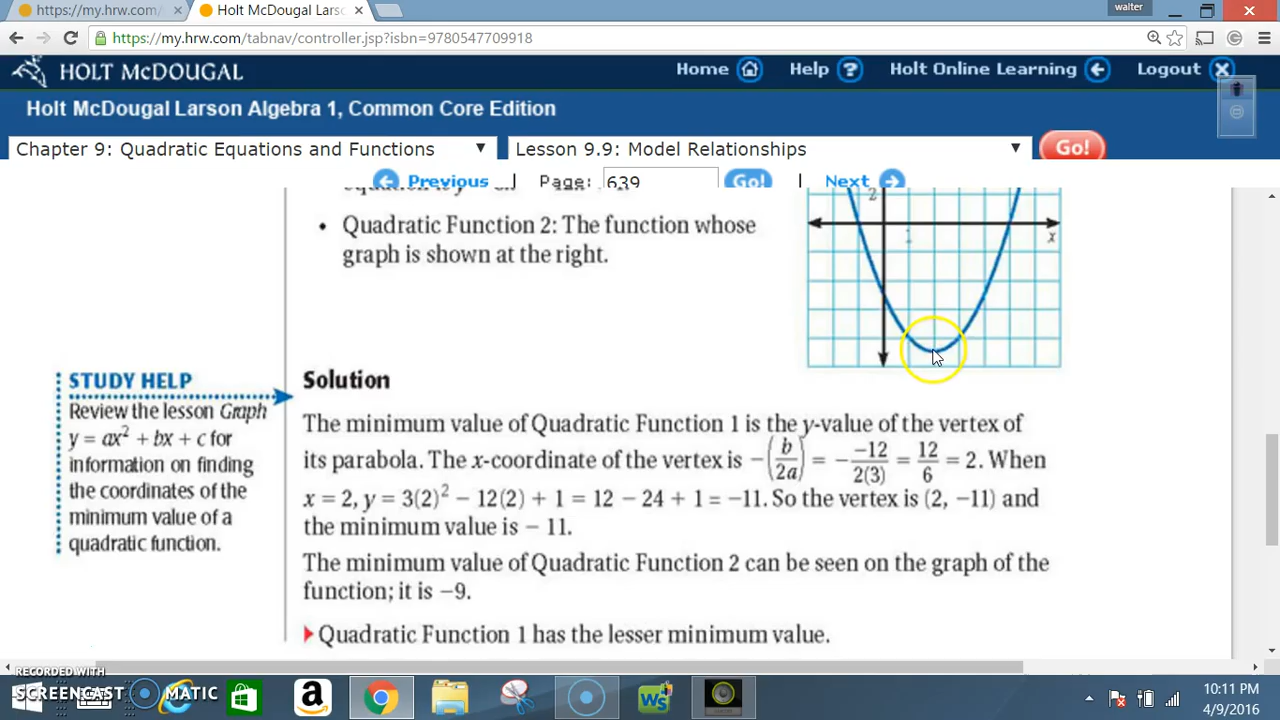 https://my.hrw.com/tabnav/ ×
Holt McDougal Larso ×
walter
https://my.hrw.com/tabnav/controller.jsp?isbn=9780547709918
HOLT McDOUGAL
Home
Help ?
Holt Online Learning
Logout X
Holt McDougal Larson Algebra 1, Common Core Edition
Chapter 9: Quadratic Equations and Functions
Lesson 9.9: Model Relationships
Go!
Previous | Page: 639 Go! | Next
• Quadratic Function 2: The function whose
graph is shown at the right.
2
1
x
STUDY HELP
Review the lesson Graph
y = ax² + bx + c for
information on finding
the coordinates of the
minimum value of a
quadratic function.
Solution
The minimum value of Quadratic Function 1 is the y-value of the vertex of
its parabola. The x-coordinate of the vertex is −(b/2a) = − −12/2(3) = 12/6 = 2. When
x = 2, y = 3(2)² − 12(2) + 1 = 12 − 24 + 1 = −11. So the vertex is (2, −11) and
the minimum value is − 11.
The minimum value of Quadratic Function 2 can be seen on the graph of the
function; it is −9.
Quadratic Function 1 has the lesser minimum value.
RECORDED WITH
SCREENCAST MATIC
10:11 PM
4/9/2016